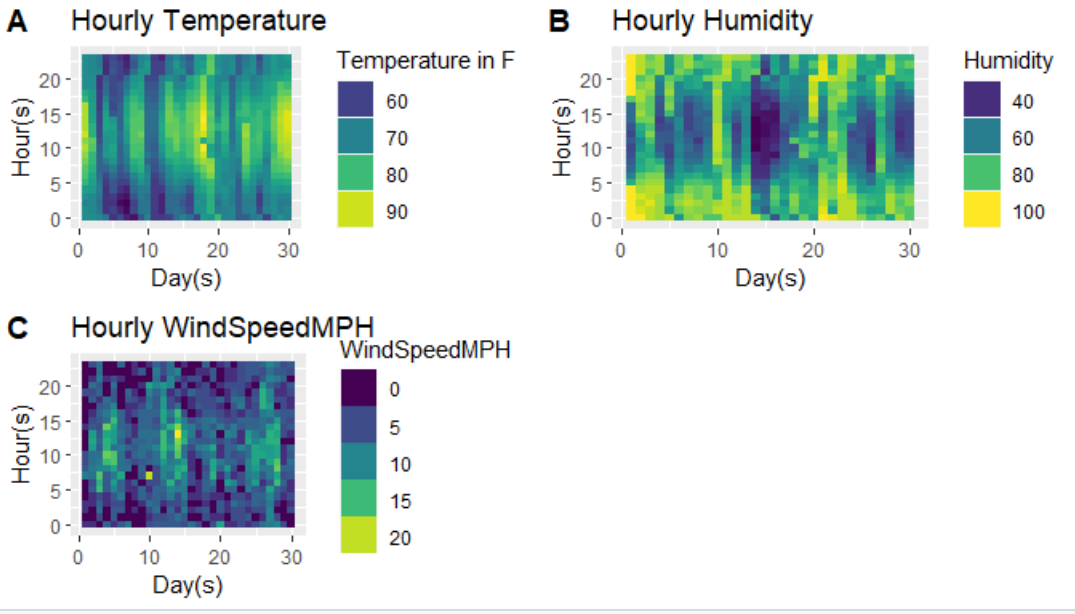 A Hourly Temperature
Temperature in F
60
70
80
90
Hour(s)
20
15
10
5
0
0 10 20 30
Day(s)
B Hourly Humidity
Humidity
40
60
80
100
Hour(s)
20
15
10
5
0
0 10 20 30
Day(s)
C Hourly WindSpeedMPH
WindSpeedMPH
0
5
10
15
20
Hour(s)
20
15
10
5
0
0 10 20 30
Day(s)